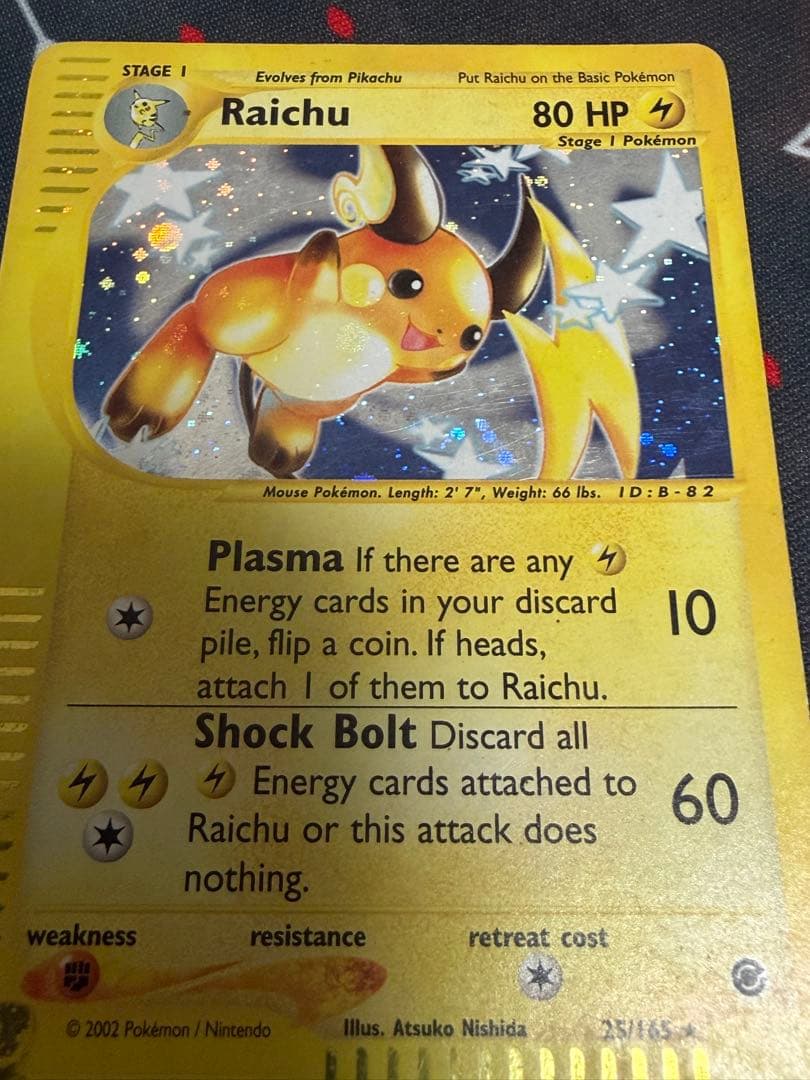 STAGE 1
Evolves from Pikachu Put Raichu on the Basic Pokémon
Raichu 80 HP
Stage 1 Pokémon
Mouse Pokémon. Length: 2' 7", Weight: 66 lbs. ID:B-82
Plasma If there are any
Energy cards in your discard 10
pile, flip a coin. If heads,
attach 1 of them to Raichu.
Shock Bolt Discard all
Energy cards attached to 60
Raichu or this attack does
nothing.
weakness resistance retreat cost
© 2002 Pokémon / Nintendo Illus. Atsuko Nishida 25/165 ★